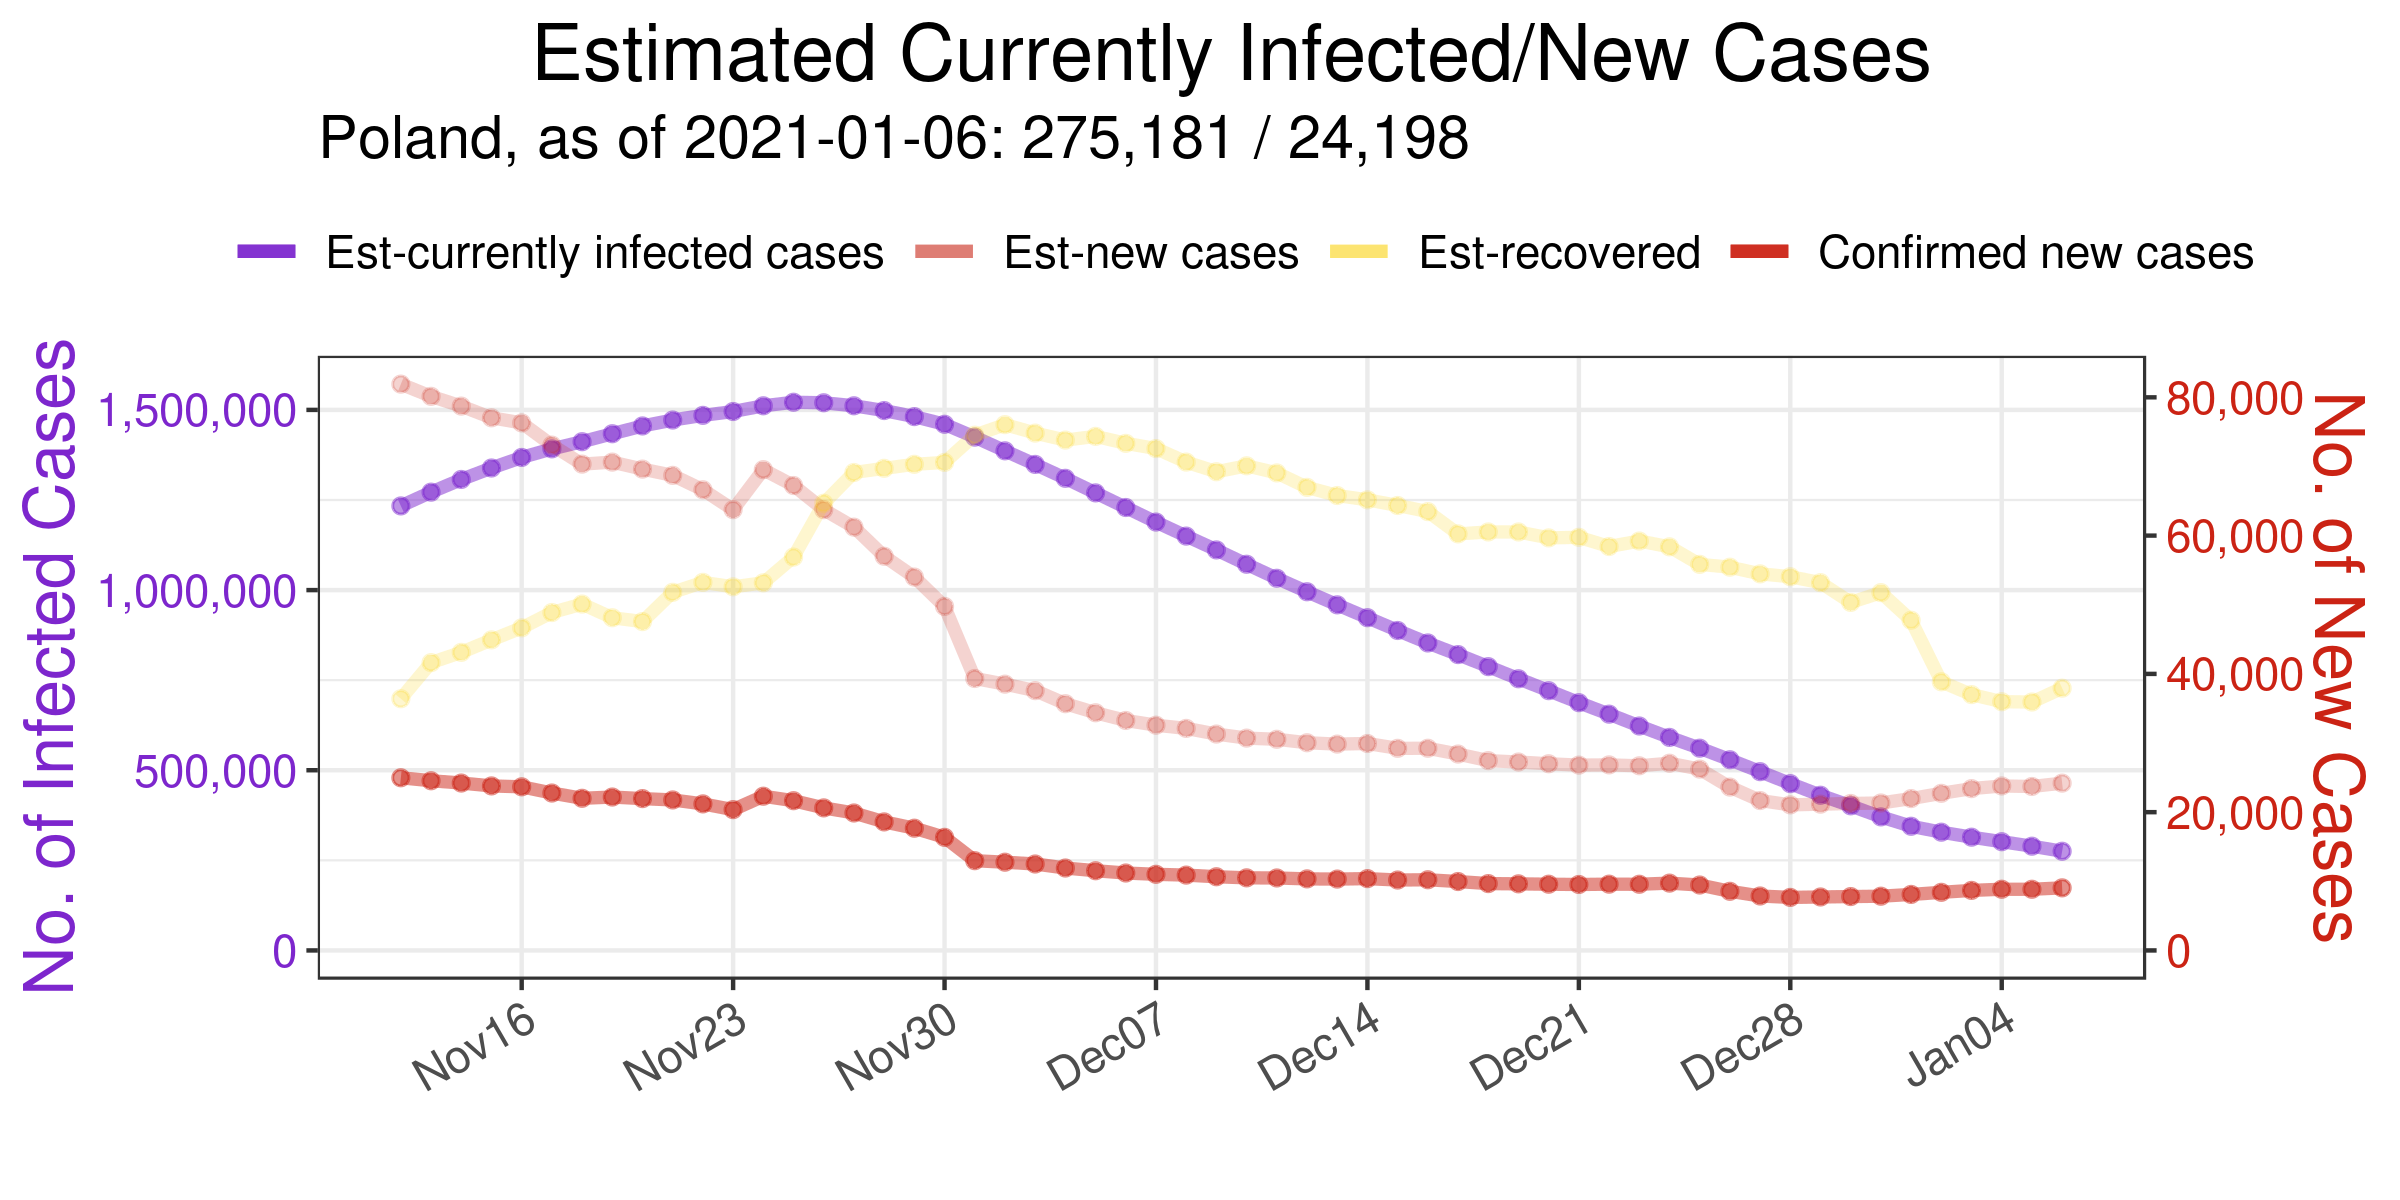 Estimated Currently Infected/New Cases
Poland, as of 2021-01-06: 275,181 / 24,198
Est-currently infected cases
Est-new cases
Est-recovered
Confirmed new cases
No. of Infected Cases
1,500,000
1,000,000
500,000
0
80,000
60,000
40,000
20,000
0
No. of New Cases
Nov16
Nov23
Nov30
Dec07
Dec14
Dec21
Dec28
Jan04